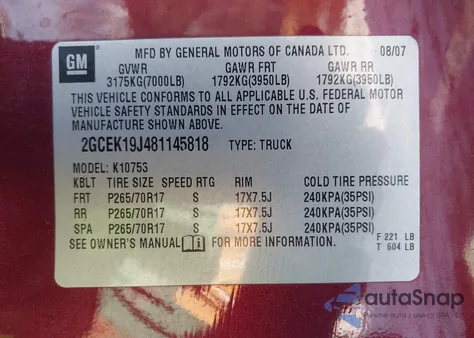 GM
MFD BY GENERAL MOTORS OF CANADA LTD. 08/07
GVWR GAWR FRT GAWR RR
3175KG(7000LB) 1792KG(3950LB) 1792KG(3950LB)
THIS VEHICLE CONFORMS TO ALL APPLICABLE U.S. FEDERAL MOTOR
VEHICLE SAFETY STANDARDS IN EFFECT ON THE DATE OF
MANUFACTURE SHOWN ABOVE.
2GCEK19J481145818 TYPE: TRUCK
MODEL: K10753
KBLT TIRE SIZE SPEED RTG RIM COLD TIRE PRESSURE
FRT P265/70R17 S 17X7.5J 240KPA(35PSI)
RR P265/70R17 S 17X7.5J 240KPA(35PSI)
SPA P265/70R17 S 17X7.5J 240KPA(35PSI)
SEE OWNER'S MANUAL FOR MORE INFORMATION.
F 221 LB
T 604 LB
autoSnap